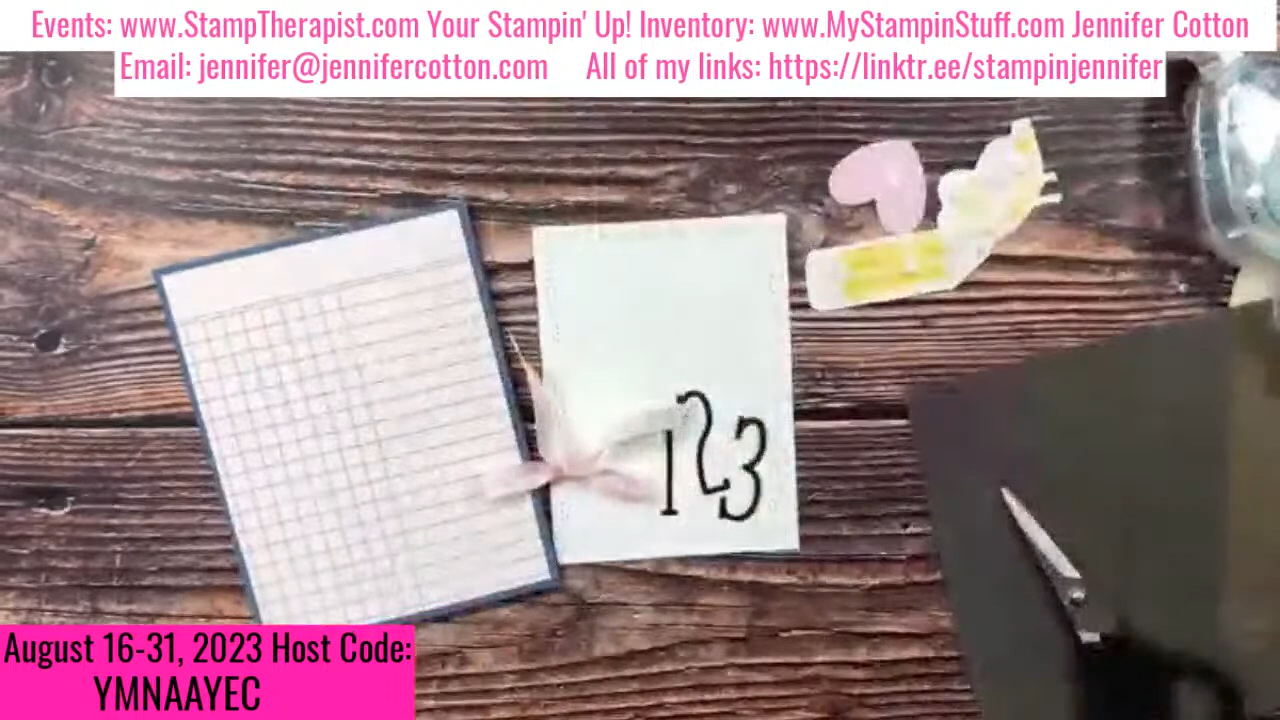 Events: www.StampTherapist.com Your Stampin' Up! Inventory: www.MyStampinStuff.com Jennifer Cotton
Email: jennifer@jennifercotton.com All of my links: https://linktr.ee/stampinjennifer
123
August 16-31, 2023 Host Code:
YMNAAYEC